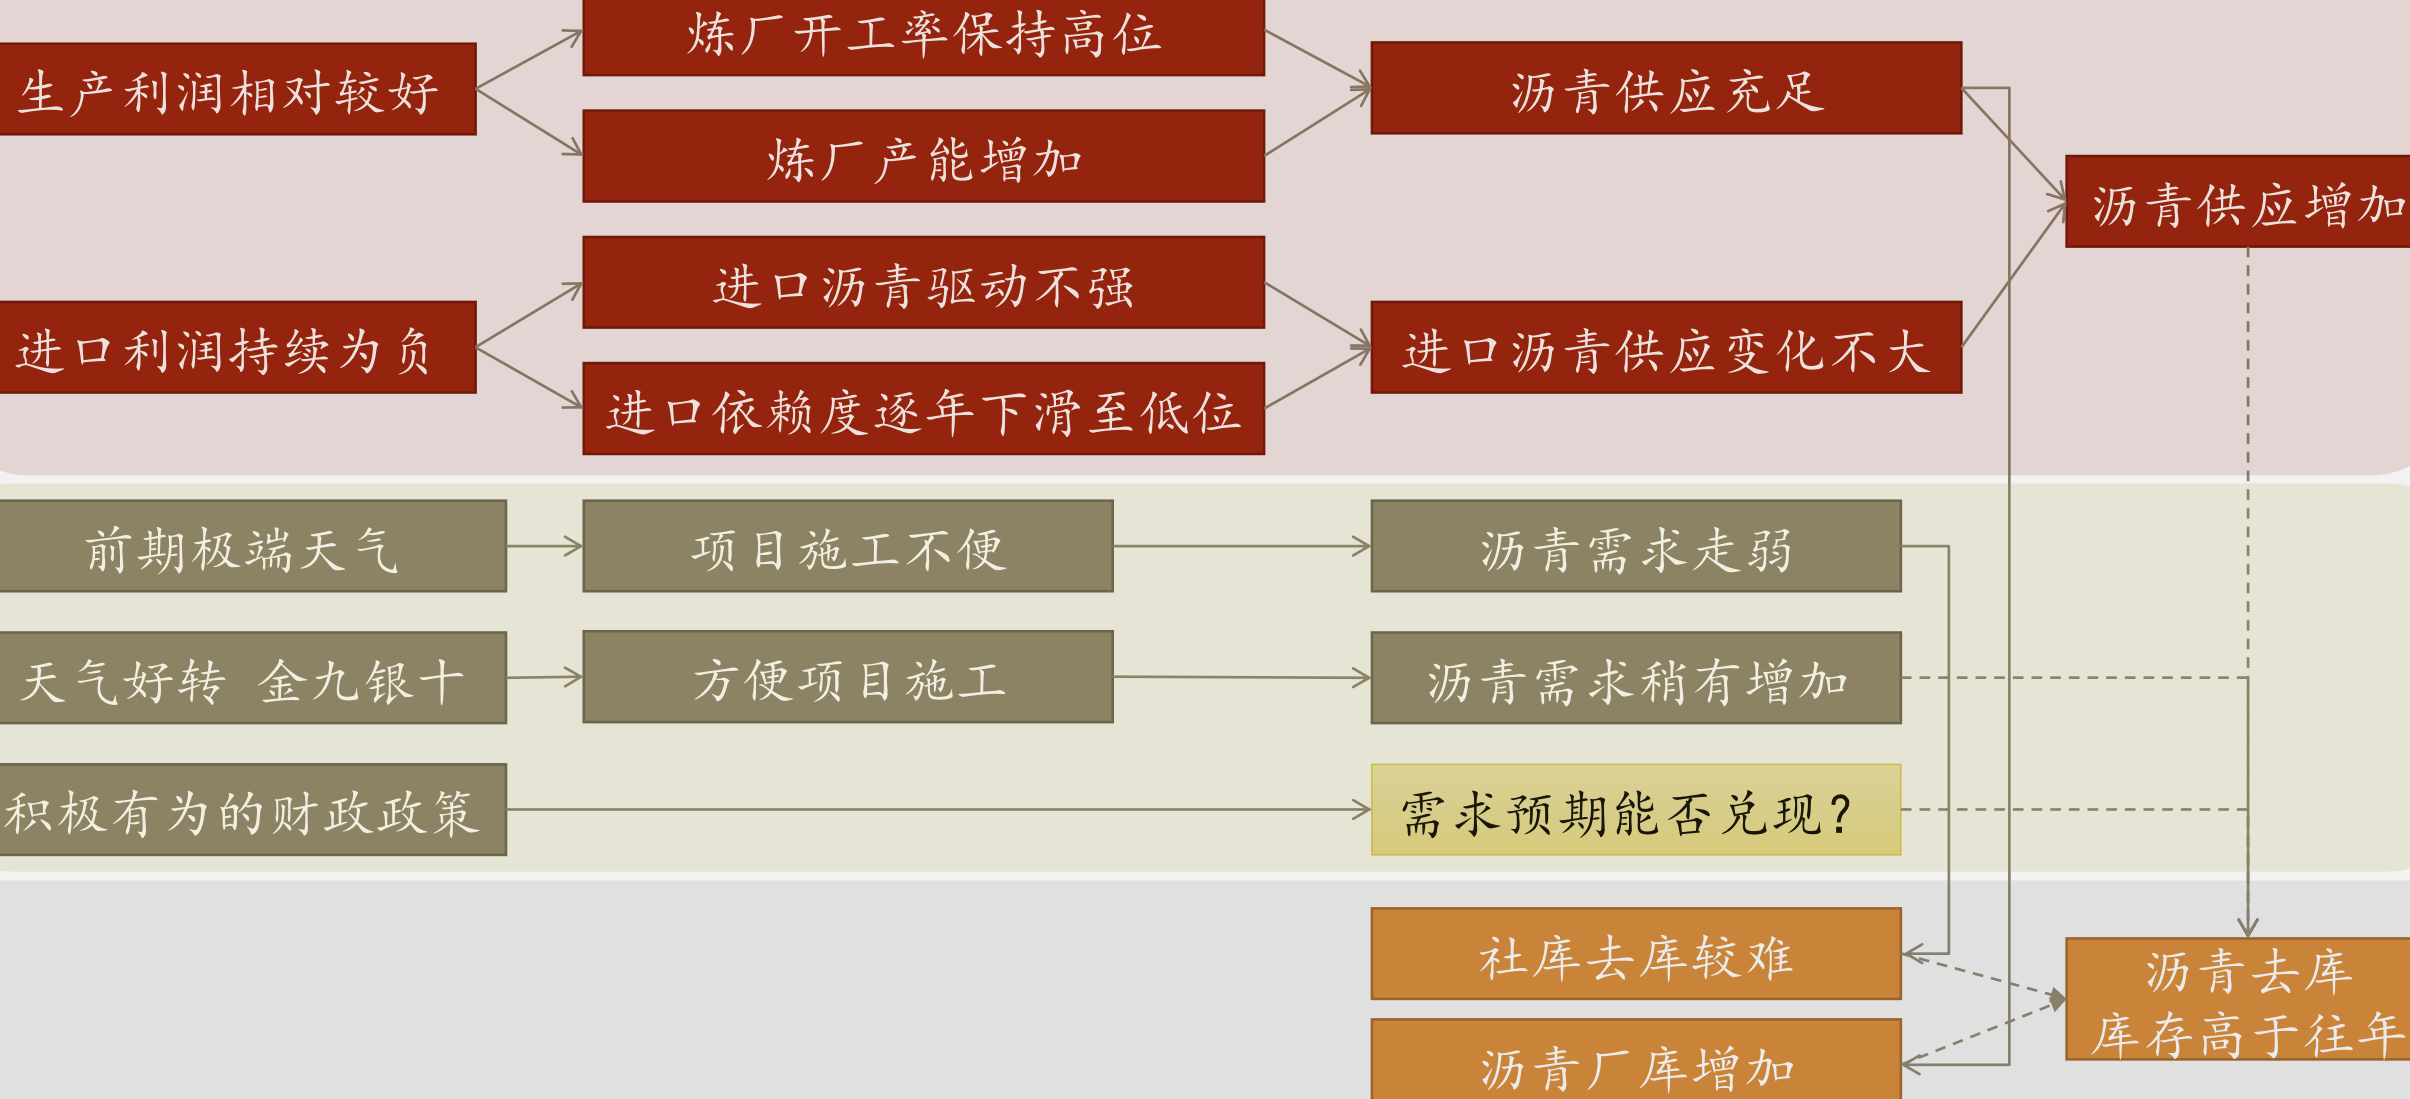 炼厂开工率保持高位
生产利润相对较好
沥青供应充足
炼厂产能增加
沥青供应增加
进口沥青驱动不强
进口利润持续为负
进口沥青供应变化不大
进口依赖度逐年下滑至低位
前期极端天气
项目施工不便
沥青需求走弱
天气好转 金九银十
方便项目施工
沥青需求稍有增加
积极有为的财政政策
需求预期能否兑现？
社库去库较难
沥青去库
库存高于往年
沥青厂库增加